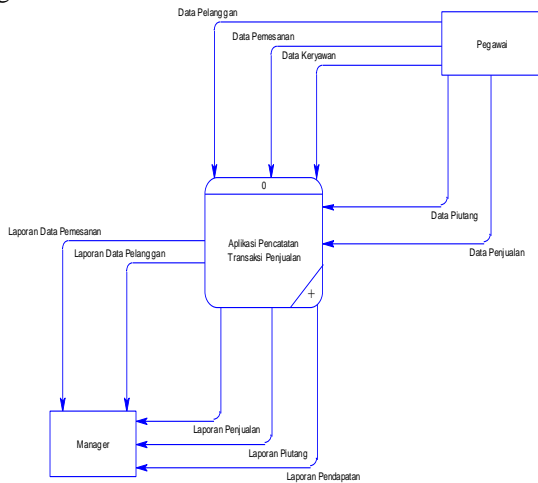 Data Pelanggan
Data Pemesanan
Data Keryawan
Pegawai
0
Data Piutang
Laporan Data Pemesanan
Laporan Data Pelanggan
Aplikasi Pencatatan
Transaksi Penjualan
Data Penjualan
+
Laporan Penjualan
Manager
Laporan Piutang
Laporan Pendapatan